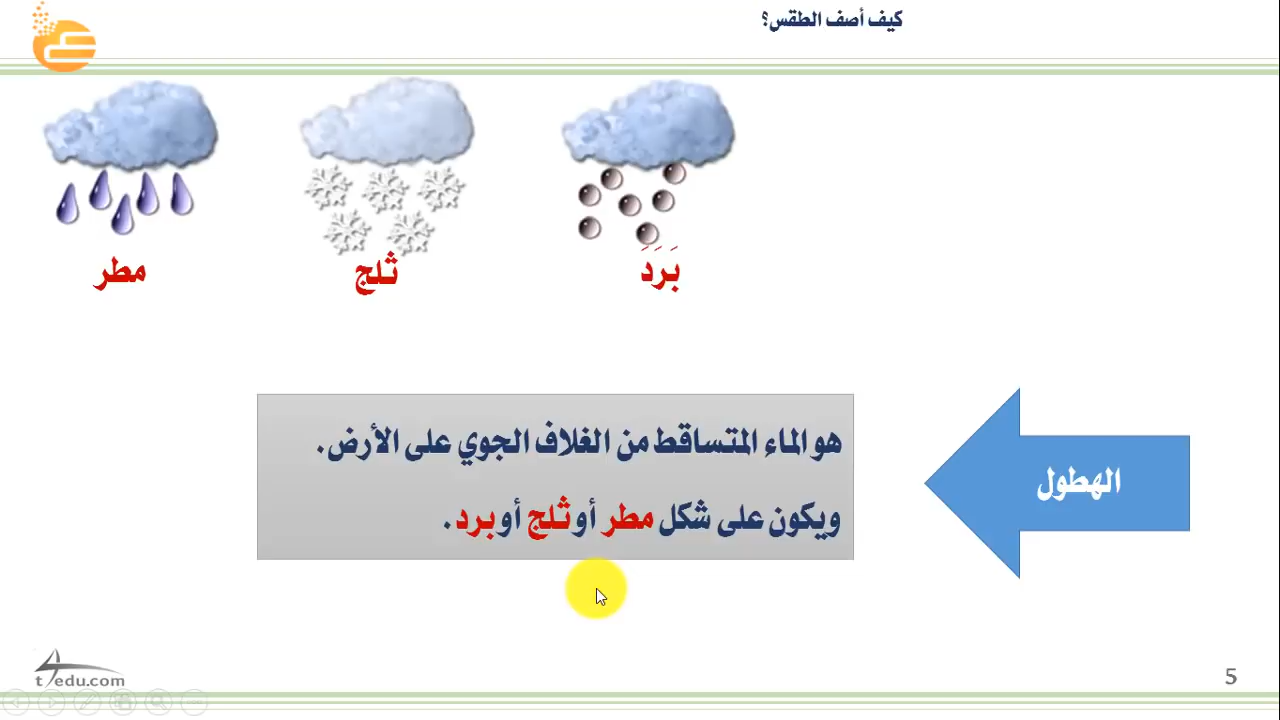 كيف أصف الطقس؟
بَرَدَ
ثلج
مطر
الهطول
هو الماء المتساقط من الغلاف الجوي على الأرض.
ويكون على شكل مطر أو ثلج أو برد .
t4edu.com
5